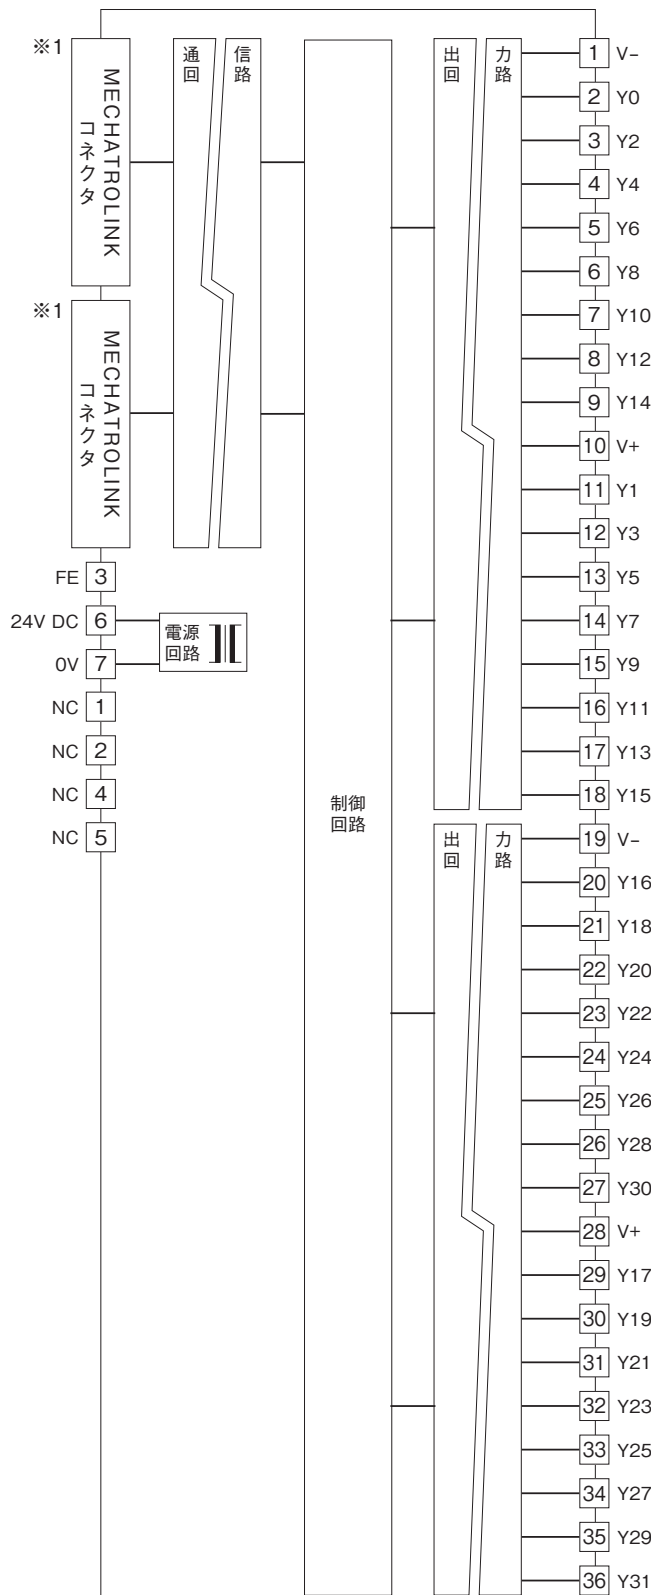 ※1
MECHATROLINK
コネクタ
※1
MECHATROLINK
コネクタ
FE 3
24V DC 6
0V 7
NC 1
NC 2
NC 4
NC 5
通信
回路
電源
回路
制御
回路
出力
回路
出力
回路
1 V−
2 Y0
3 Y2
4 Y4
5 Y6
6 Y8
7 Y10
8 Y12
9 Y14
10 V+
11 Y1
12 Y3
13 Y5
14 Y7
15 Y9
16 Y11
17 Y13
18 Y15
19 V−
20 Y16
21 Y18
22 Y20
23 Y22
24 Y24
25 Y26
26 Y28
27 Y30
28 V+
29 Y17
30 Y19
31 Y21
32 Y23
33 Y25
34 Y27
35 Y29
36 Y31